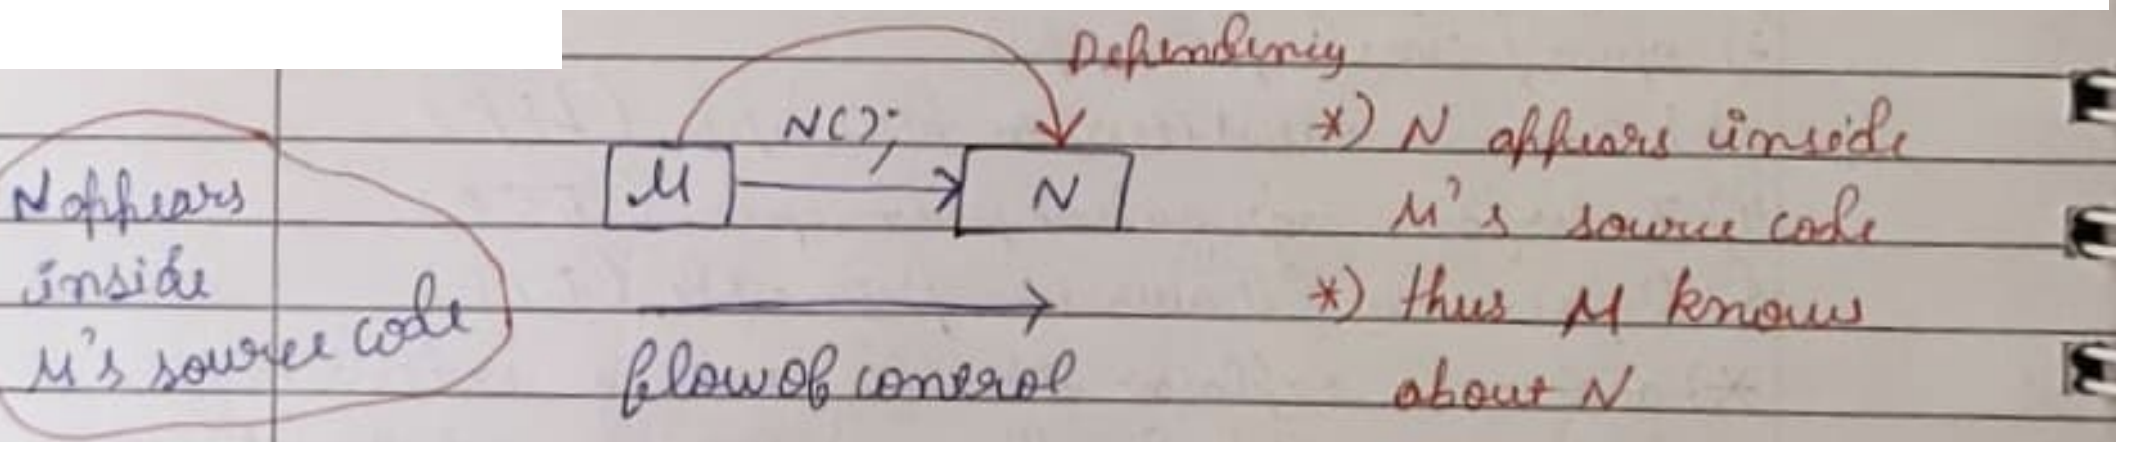 Dependency
N();
M
N
N appears
inside
M's source code
flow of control
*) N appears inside
M's source code
*) thus M knows
about N